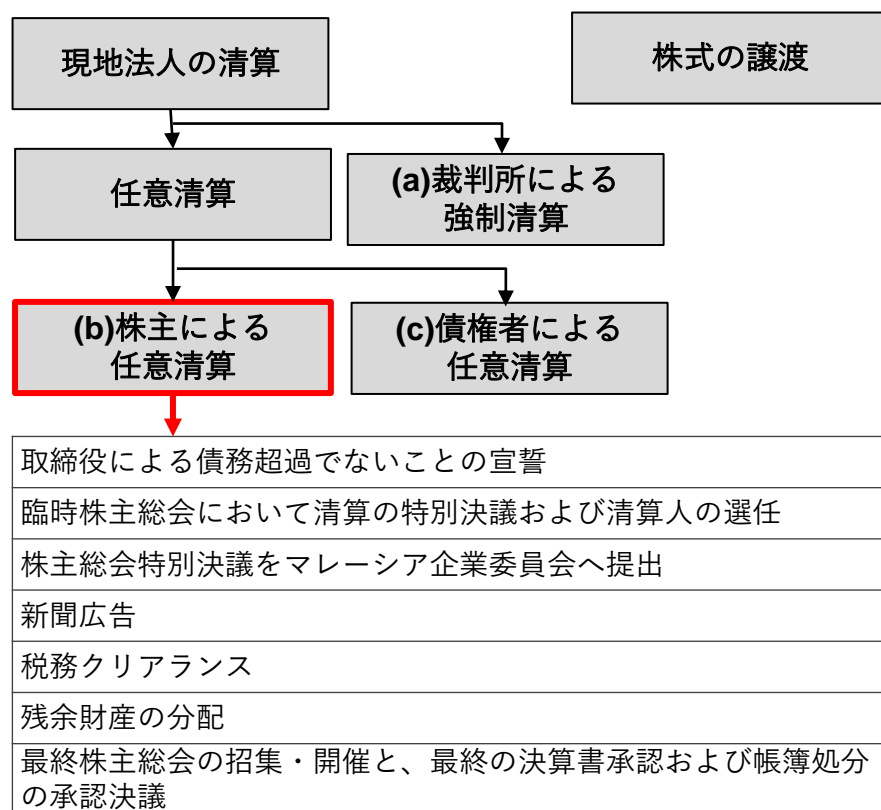 現地法人の清算
株式の譲渡
任意清算
(a)裁判所による
強制清算
(b)株主による
任意清算
(c)債権者による
任意清算
取締役による債務超過でないことの宣誓
臨時株主総会において清算の特別決議および清算人の選任
株主総会特別決議をマレーシア企業委員会へ提出
新聞広告
税務クリアランス
残余財産の分配
最終株主総会の招集・開催と、最終の決算書承認および帳簿処分
の承認決議